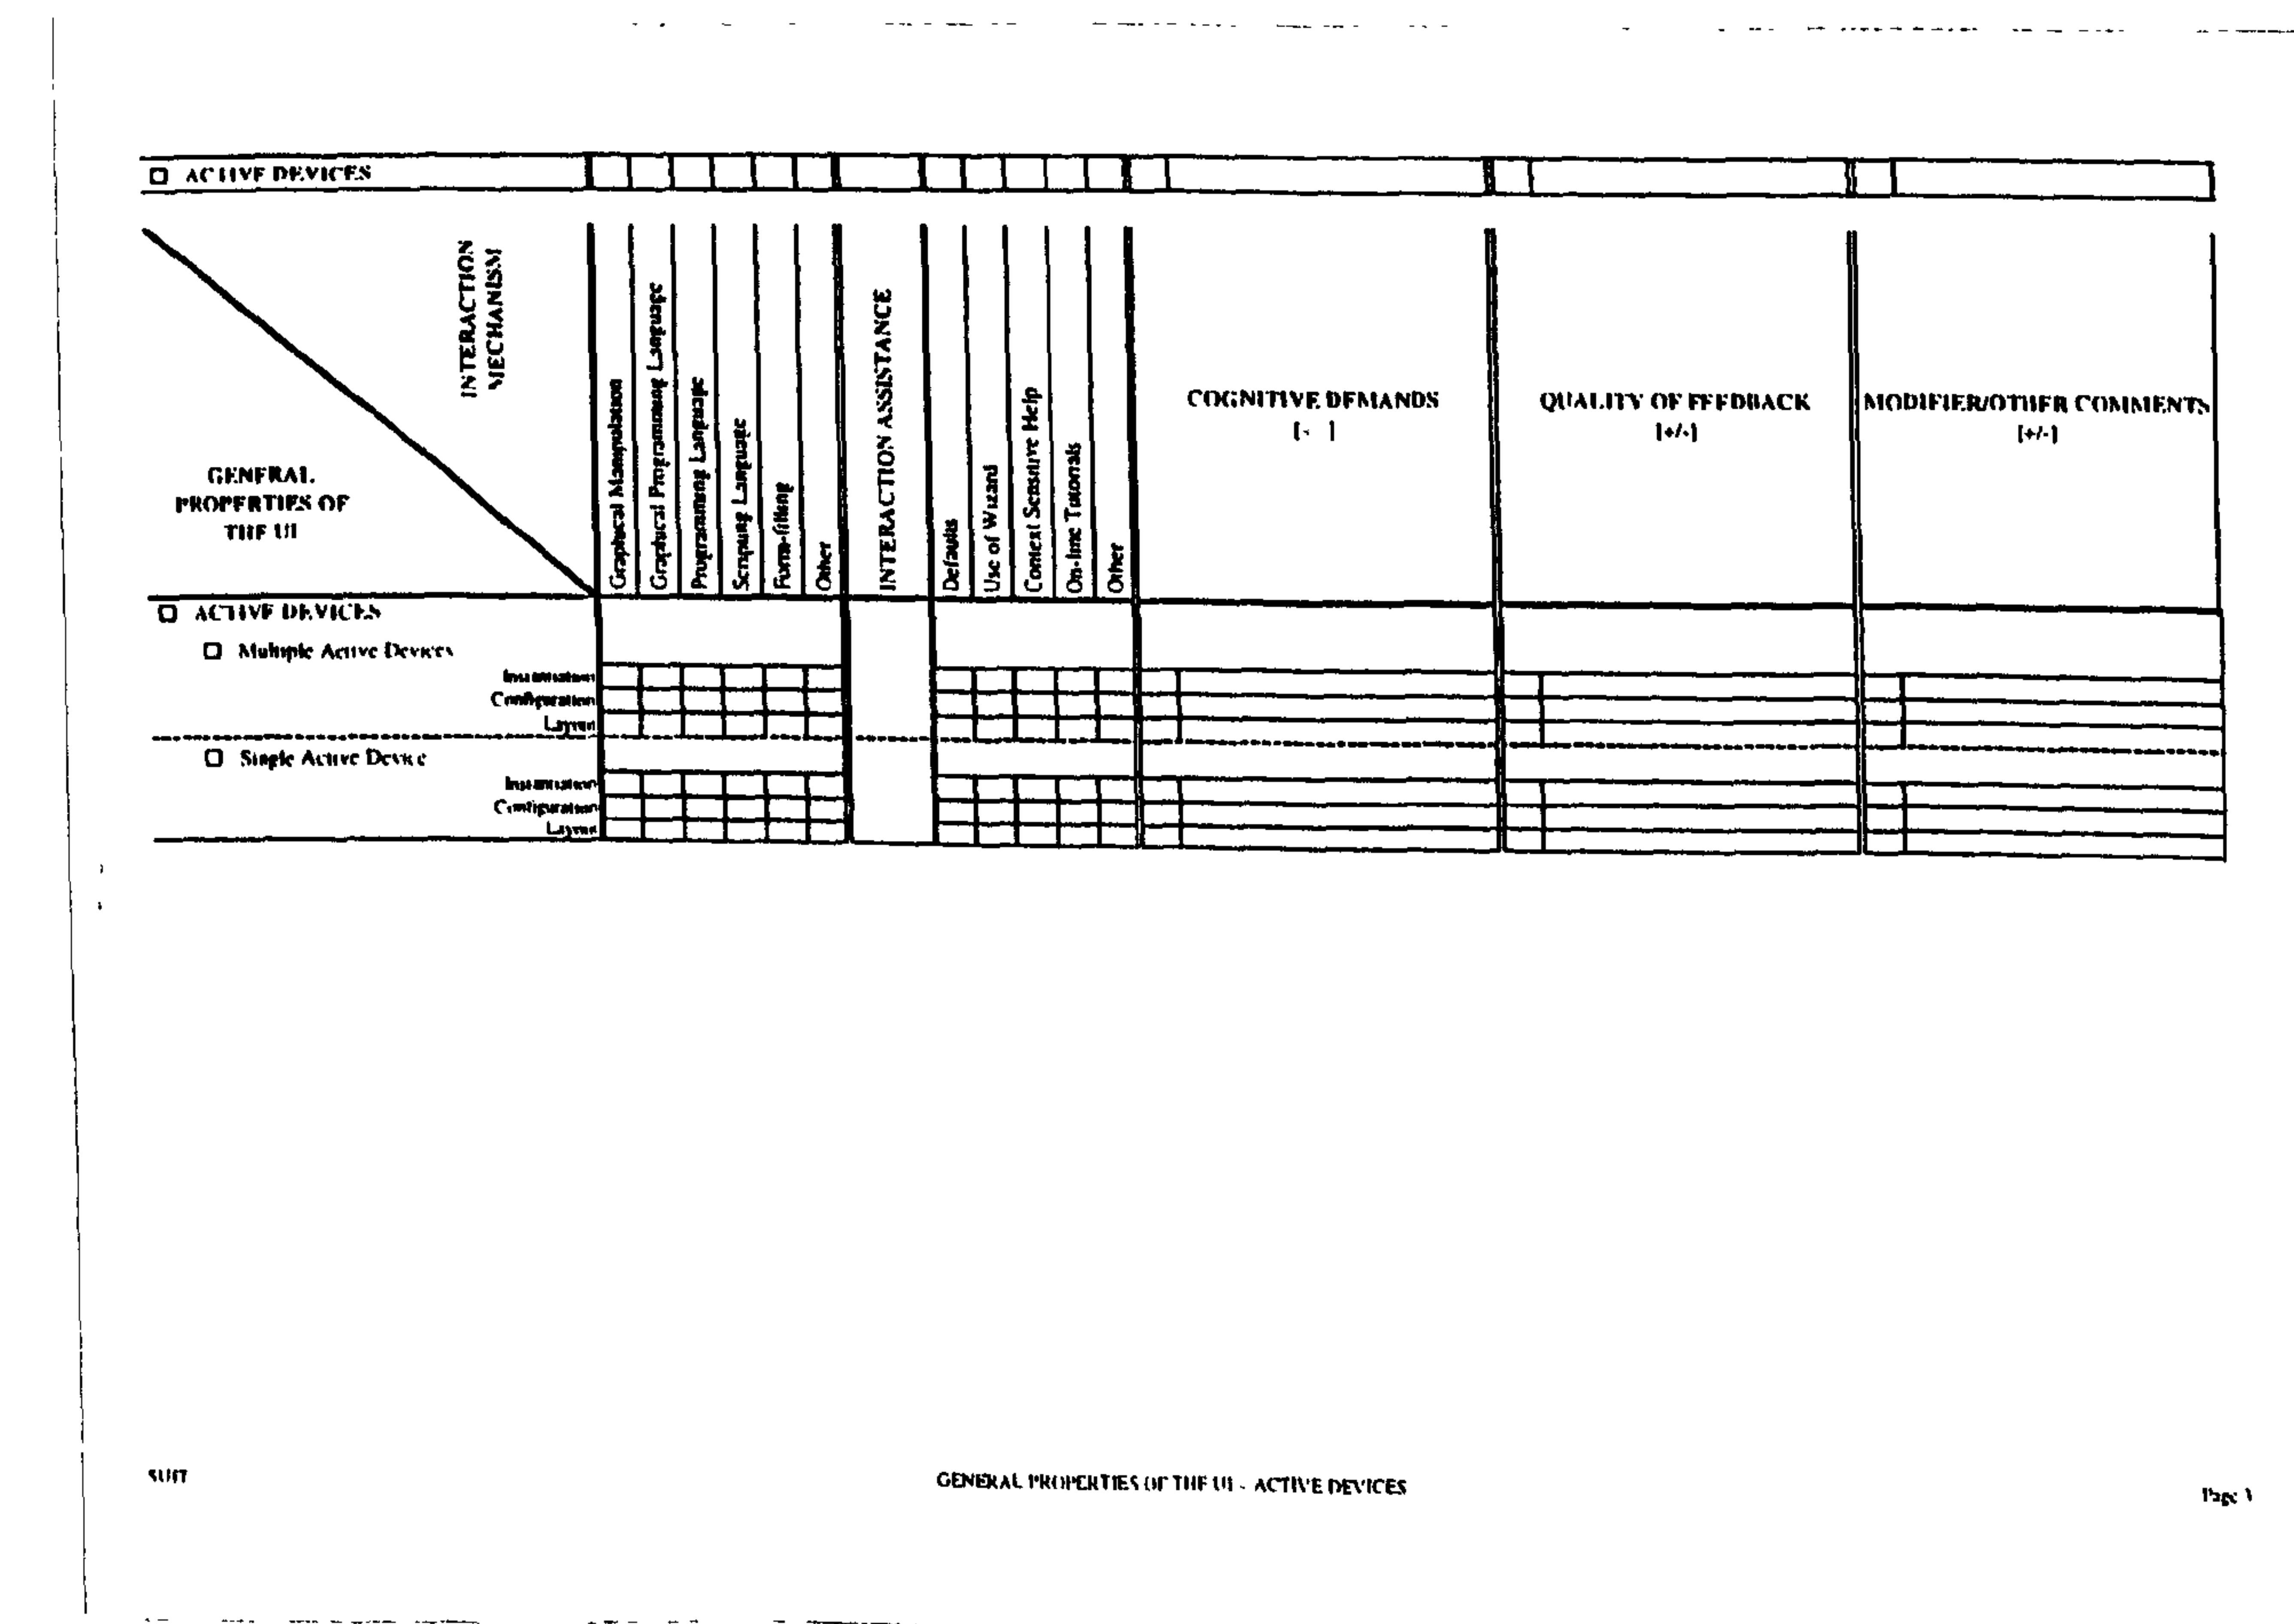 ACTIVE DEVICES
INTERACTION
MECHANISM
GENERAL
PROPERTIES OF
THE UI
Graphical Manipulation
Graphical Programming Language
Programming Language
Scripting Language
Form-filling
Other
INTERACTION ASSISTANCE
Defaults
Use of Wizard
Context Sensitive Help
On-line Tutorials
Other
COGNITIVE DEMANDS
QUALITY OF FEEDBACK
[+/-]
MODIFIER/OTHER COMMENTS
[+/-]
ACTIVE DEVICES
Multiple Active Devices
Instantiation
Configuration
Layout
Single Active Device
Instantiation
Configuration
Layout
SUIT
GENERAL PROPERTIES OF THE UI - ACTIVE DEVICES
Page